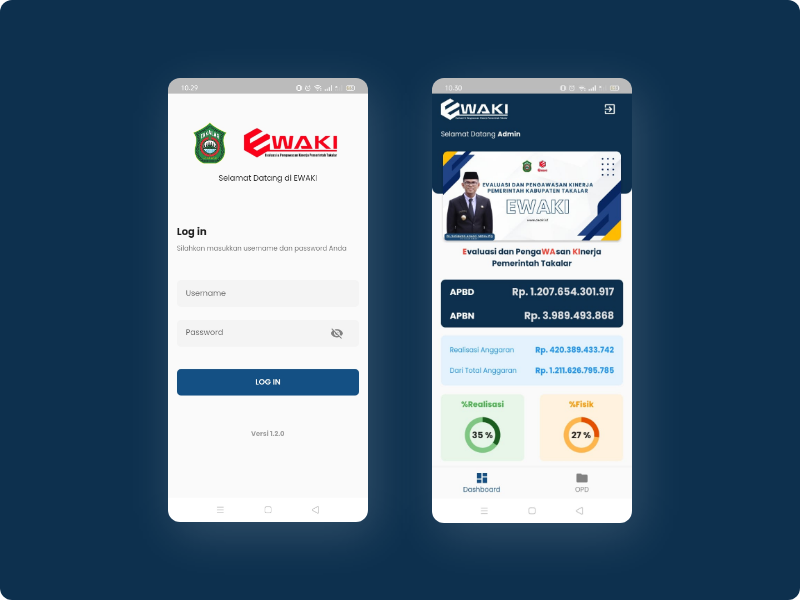 10.29
TAKALAR
EWAKI
Evaluasi & Pengawasan Kinerja Pemerintah Takalar
Selamat Datang di EWAKI
Log in
Silahkan masukkan username dan password Anda
Username
Password
LOG IN
Versi 1.2.0
10.30
EWAKI
Selamat Datang Admin
EVALUASI DAN PENGAWASAN KINERJA
PEMERINTAH KABUPATEN TAKALAR
EWAKI
Evaluasi dan PengaWAsan KInerja
Pemerintah Takalar
APBD Rp. 1.207.654.301.917
APBN Rp. 3.989.493.868
Realisasi Anggaran Rp. 420.389.433.742
Dari Total Anggaran Rp. 1.211.626.795.785
%Realisasi
35 %
%Fisik
27 %
Dashboard
OPD